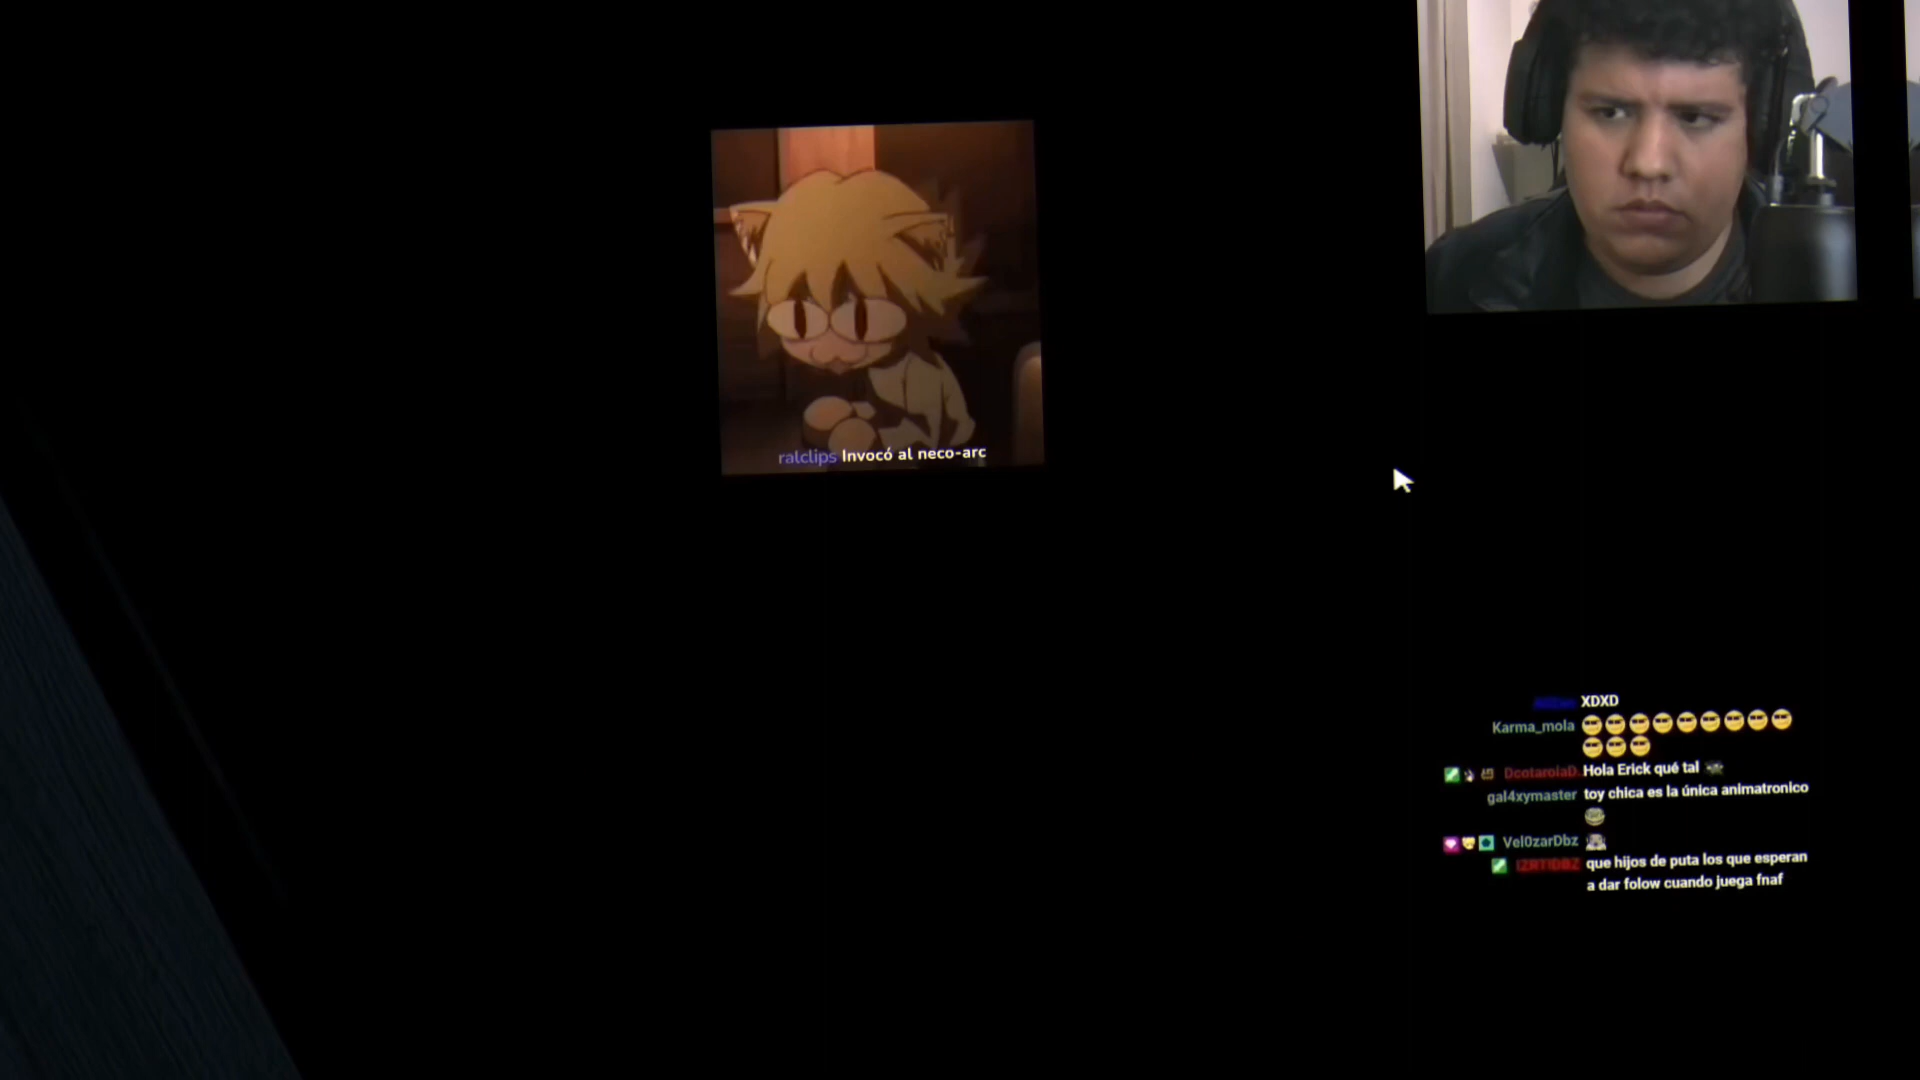 ralclips Invocó al neco-arc
XDXD
Karma_mola
Hola Erick qué tal
gal4xymaster toy chica es la única animatronico
Vel0zarDbz
que hijos de puta los que esperan
a dar folow cuando juega fnaf